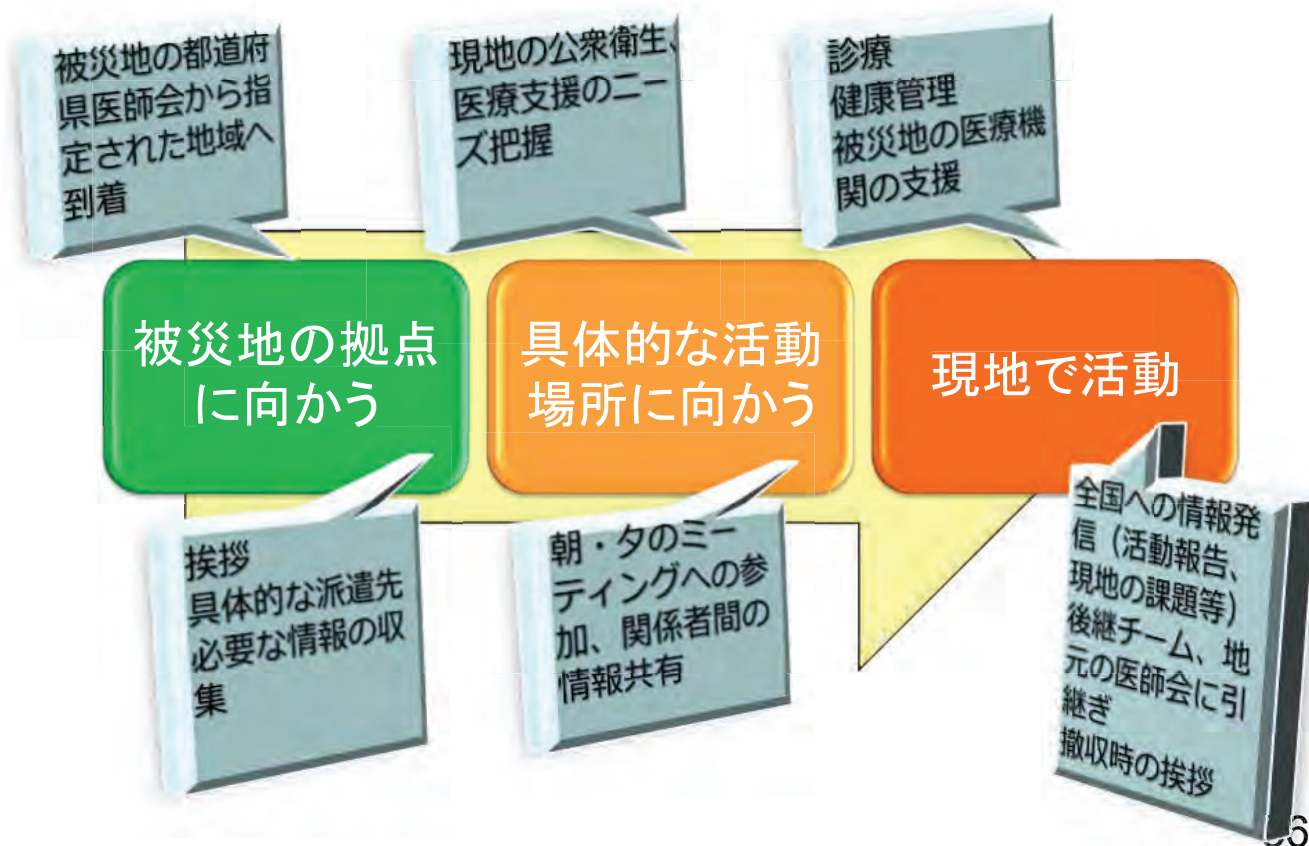 被災地の都道府
県医師会から指
定された地域へ
到着
現地の公衆衛生、
医療支援のニー
ズ把握
診療
健康管理
被災地の医療機
関の支援
被災地の拠点
に向かう
具体的な活動
場所に向かう
現地で活動
挨拶
具体的な派遣先
必要な情報の収
集
朝・夕のミー
ティングへの参
加、関係者間の
情報共有
全国への情報発
信（活動報告、
現地の課題等）
後継チーム、地
元の医師会に引
継ぎ
撤収時の挨拶